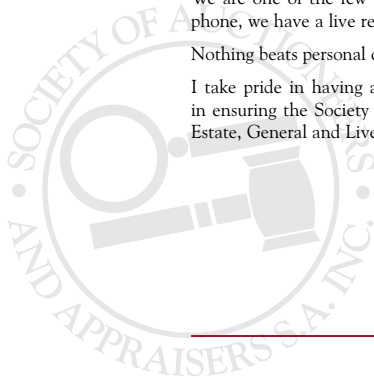 We are one of the few
phone, we have a live re
Nothing beats personal
I take pride in having a
in ensuring the Society
Estate, General and Live
SOCIETY OF AUCTIONEERS
AND APPRAISERS S.A. INC.